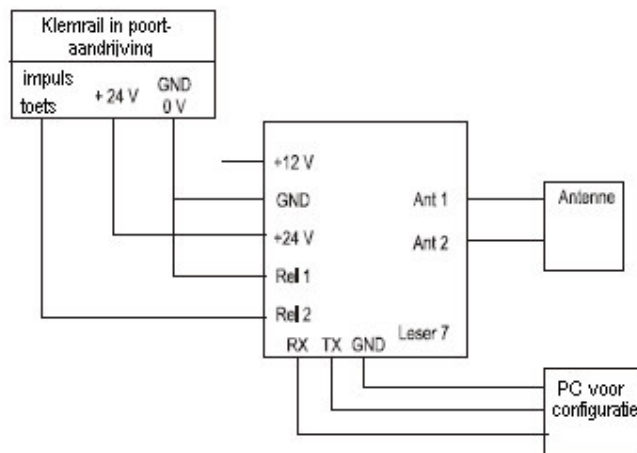 Klemrail in poort-
aandrijving
impuls
toets
+ 24 V
GND
0 V
+12 V
GND
+24 V
Rel 1
Rel 2
Ant 1
Ant 2
Leser 7
RX TX GND
Antenne
PC voor
configuratie